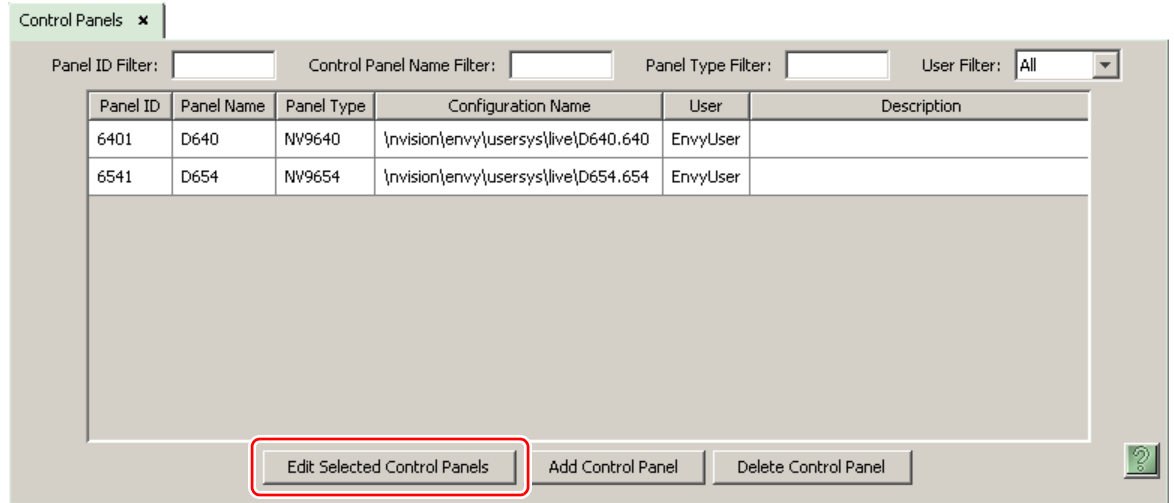 Control Panels ×
Panel ID Filter: Control Panel Name Filter: Panel Type Filter: User Filter: All
Panel ID Panel Name Panel Type Configuration Name User Description
6401 D640 NV9640 \nvision\envy\usersys\live\D640.640 EnvyUser
6541 D654 NV9654 \nvision\envy\usersys\live\D654.654 EnvyUser
Edit Selected Control Panels Add Control Panel Delete Control Panel ?